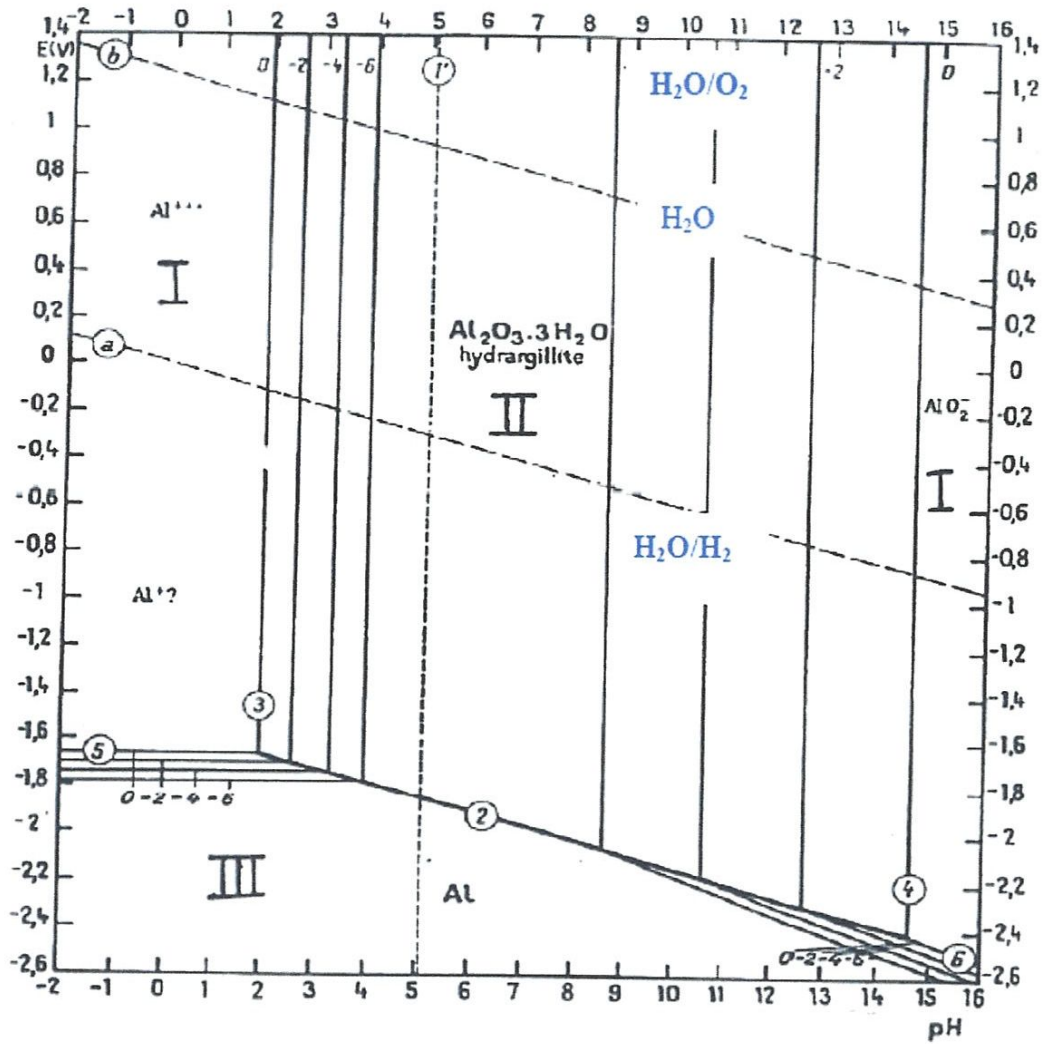 -2 -1 0 1 2 3 4 5 6 7 8 9 10 11 12 13 14 15 16
1,4 1,4
E(V)
b 0 -2 -4 -6 1' H₂O/O₂ -2 0
1,2 1,2
1 1
0,8 0,8
Al+++ H₂O
0,6 0,6
I
0,4 0,4
0,2 0,2
a Al₂O₃.3H₂O
hydrargillite
0 0
II AlO₂⁻
-0,2 -0,2
-0,4 -0,4
I
-0,6 -0,6
H₂O/H₂
-0,8 -0,8
Al+?
-1 -1
-1,2 -1,2
-1,4 -1,4
3
-1,6 -1,6
5
-1,8 -1,8
0-2-4-6
2
-2 -2
III Al 4
-2,2 -2,2
-2,4 -2,4
0-2-4-6 6
-2,6 -2,6
-2 -1 0 1 2 3 4 5 6 7 8 9 10 11 12 13 14 15 16
pH